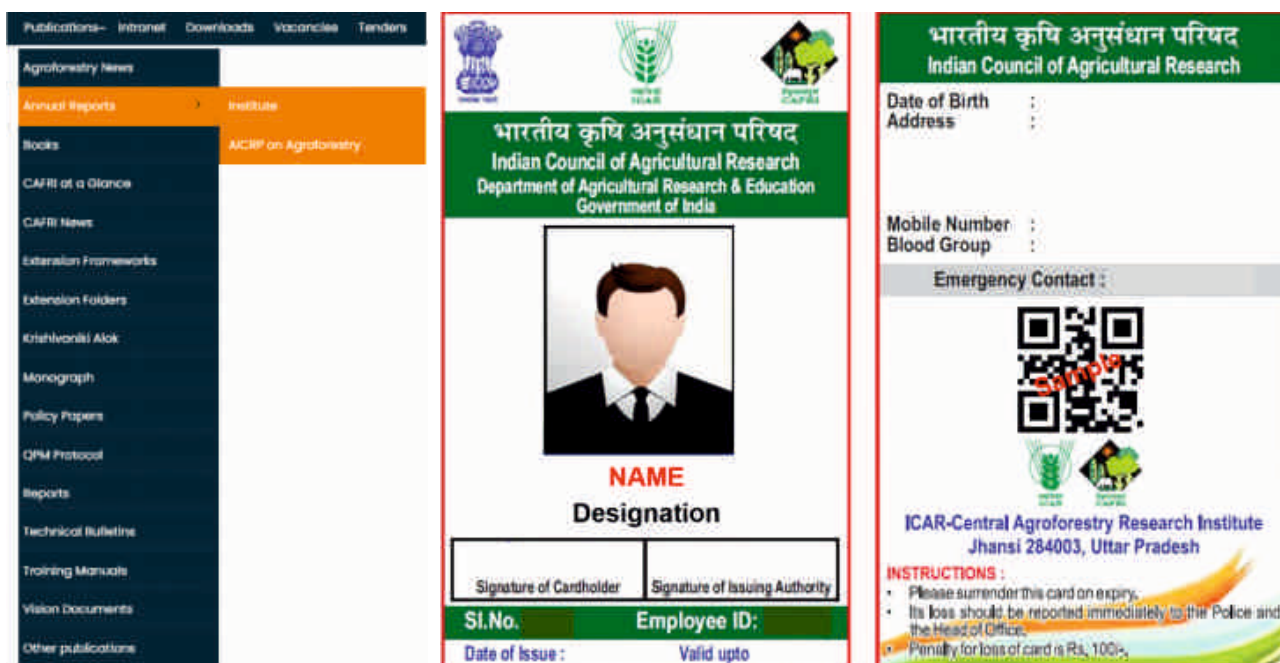 Publications– Intranet Downloads Vacancies Tenders
Agroforestry News
Annual Reports > Institute
Books AICRP on Agroforestry
CAFRI at a Glance
CAFRI News
Extension Frameworks
Extension Folders
Krishivaniki Alok
Monograph
Policy Papers
QPM Protocol
Reports
Technical Bulletins
Training Manuals
Vision Documents
Other publications
ICAR
CAFRI
भारतीय कृषि अनुसंधान परिषद
Indian Council of Agricultural Research
Department of Agricultural Research & Education
Government of India
NAME
Designation
Signature of Cardholder Signature of Issuing Authority
Sl.No. Employee ID:
Date of Issue : Valid upto
भारतीय कृषि अनुसंधान परिषद
Indian Council of Agricultural Research
Date of Birth :
Address :
Mobile Number :
Blood Group :
Emergency Contact :
Sample
ICAR
CAFRI
ICAR-Central Agroforestry Research Institute
Jhansi 284003, Uttar Pradesh
INSTRUCTIONS :
• Please surrender this card on expiry.
• Its loss should be reported immediately to the Police and
the Head of Office.
• Penalty for loss of card is Rs. 100/-.